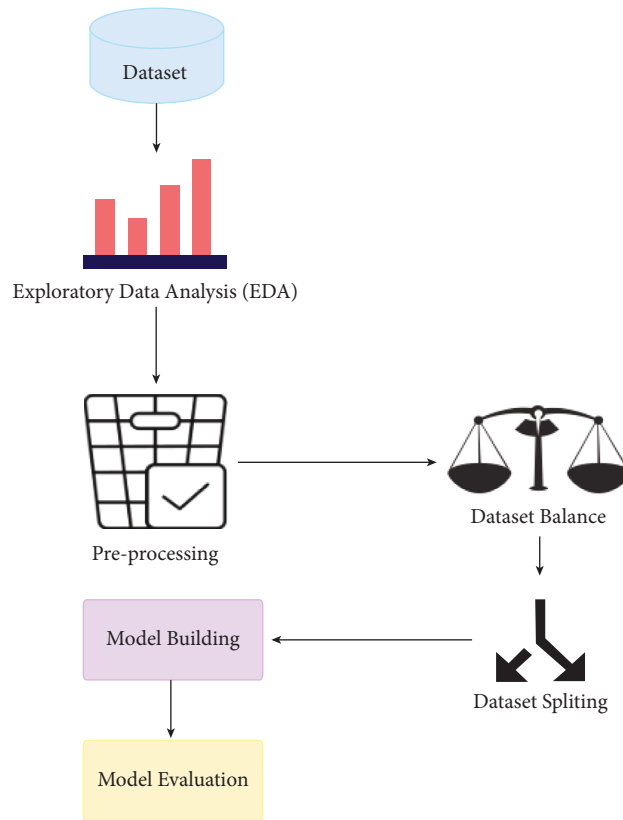 Dataset
Exploratory Data Analysis (EDA)
Pre-processing
Dataset Balance
Dataset Spliting
Model Building
Model Evaluation